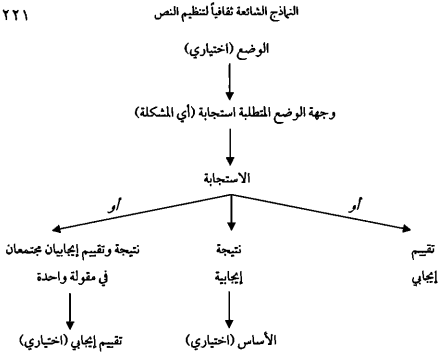 النماذج الشائعة ثقافياً لتنظيم النص ٢٢١
الوضع (اختياري)
وجهة الوضع المتطلبة استجابة (أي المشكلة)
الاستجابة
أو أو
تقييم نتيجة نتيجة وتقييم إيجابيان مجتمعان
إيجابي إيجابية في مقولة واحدة
الأساس (اختياري) تقييم إيجابي (اختياري)